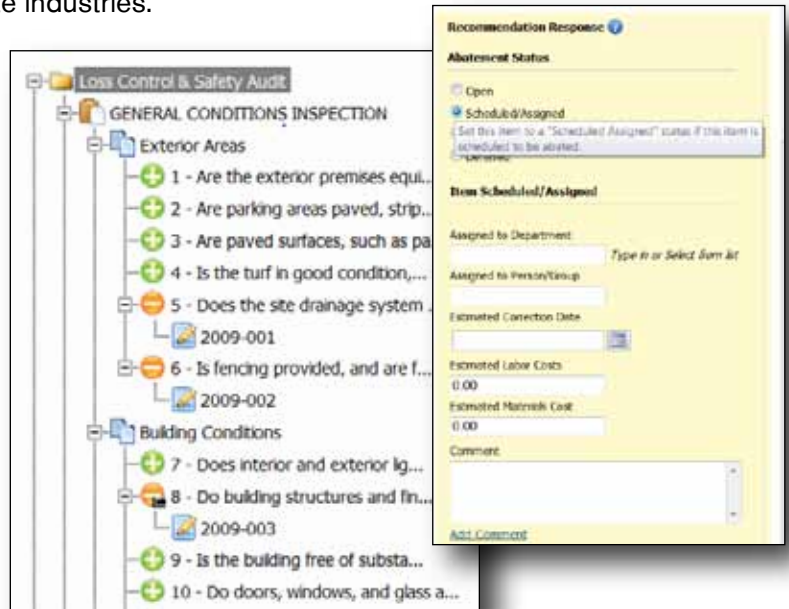 te industries.
Loss Control & Safety Audit
GENERAL CONDITIONS INSPECTION
Exterior Areas
1 - Are the exterior premises equi...
2 - Are parking areas paved, strip...
3 - Are paved surfaces, such as pa
4 - Is the turf in good condition,...
5 - Does the site drainage system .
2009-001
6 - Is fencing provided, and are f...
2009-002
Building Conditions
7 - Does interior and exterior lig...
8 - Do building structures and fin...
2009-003
9 - Is the building free of substa...
10 - Do doors, windows, and glass a...
Recommendation Response
Abatement Status
Open
Scheduled/Assigned
Set this item to a "Scheduled Assigned" status if this item is
scheduled to be abated.
Item Scheduled/Assigned
Assigned to Department
Type in or Select from list
Assigned to Person/Group
Estimated Correction Date
Estimated Labor Costs
0.00
Estimated Materials Cost
0.00
Comment
Add Comment